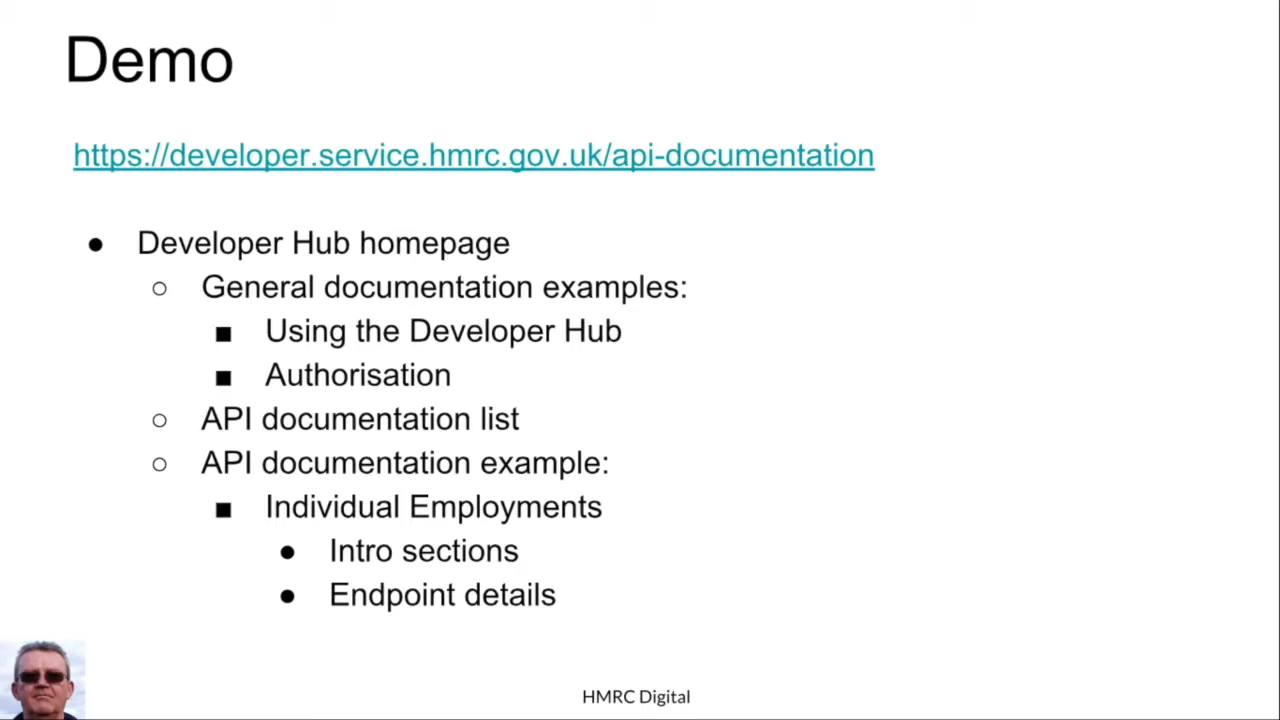 Demo
https://developer.service.hmrc.gov.uk/api-documentation
● Developer Hub homepage
○ General documentation examples:
■ Using the Developer Hub
■ Authorisation
○ API documentation list
○ API documentation example:
■ Individual Employments
● Intro sections
● Endpoint details
HMRC Digital